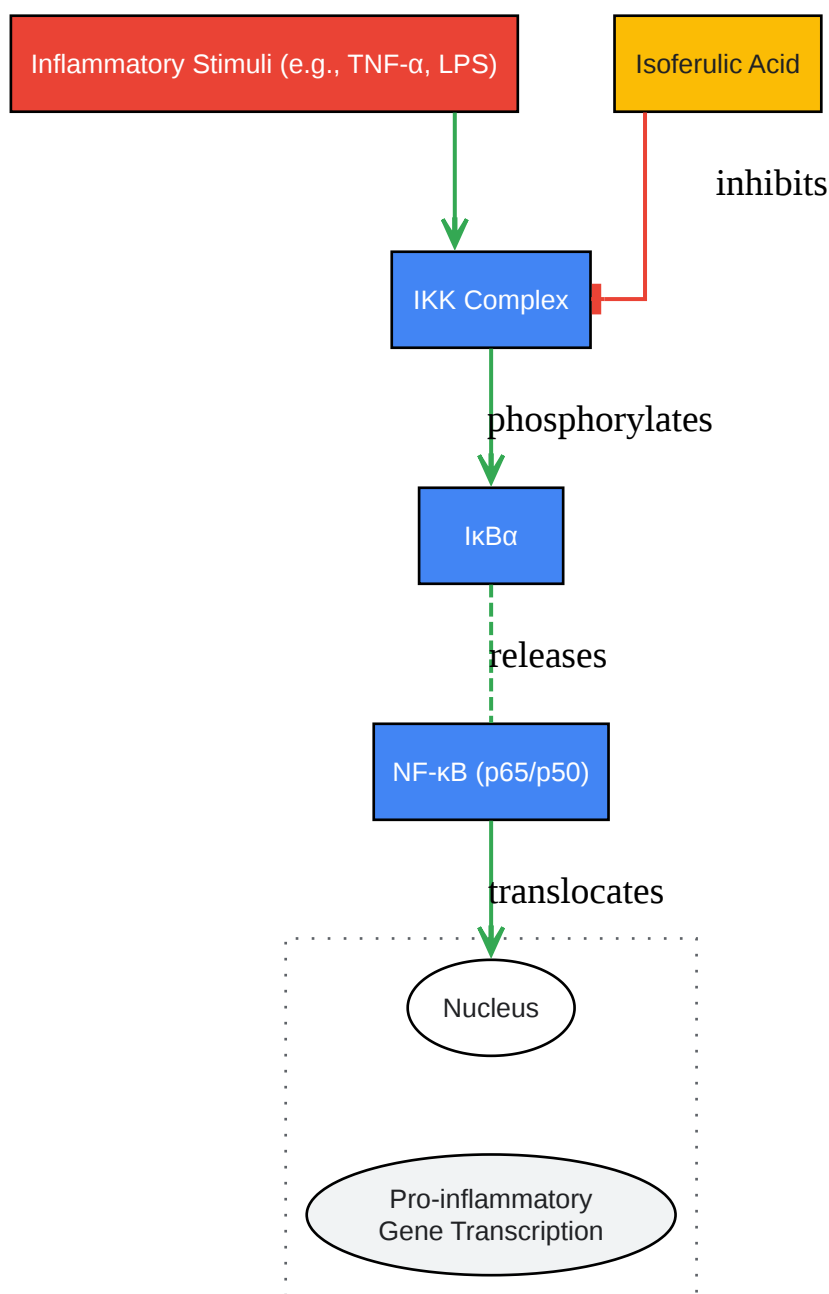 Inflammatory Stimuli (e.g., TNF-α, LPS)
Isoferulic Acid
inhibits
IKK Complex
phosphorylates
IκBα
releases
NF-κB (p65/p50)
translocates
Nucleus
Pro-inflammatory
Gene Transcription